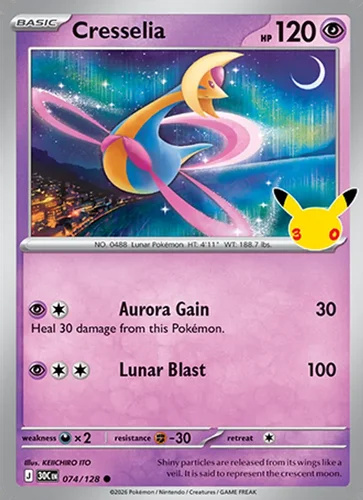 BASIC
Cresselia
HP 120
30
NO. 0488 Lunar Pokémon HT: 4'11" WT: 188.7 lbs.
Aurora Gain 30
Heal 30 damage from this Pokémon.
Lunar Blast 100
weakness ×2 resistance -30 retreat
Illus. KEIICHIRO ITO
J 30C EN 074/128
Shiny particles are released from its wings like a
veil. It is said to represent the crescent moon.
©2026 Pokémon / Nintendo / Creatures / GAME FREAK